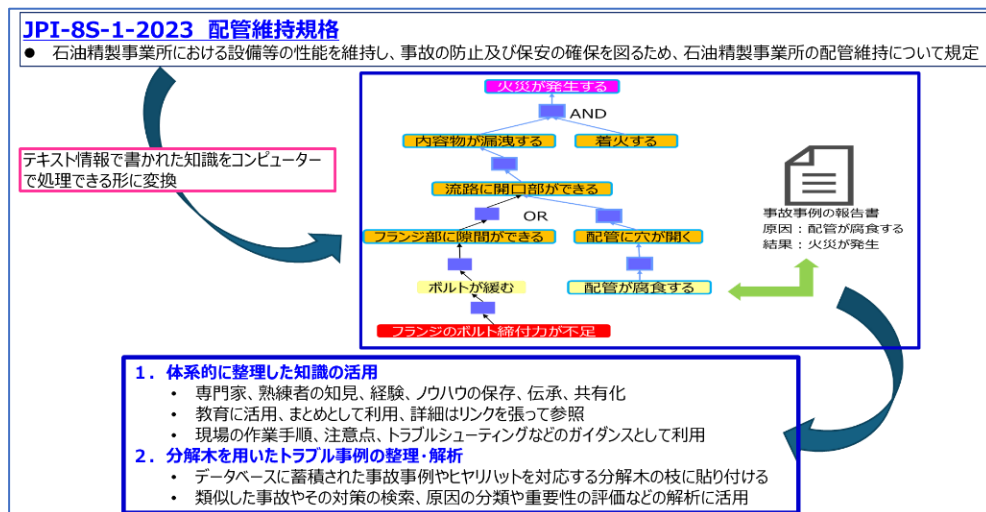 JPI-8S-1-2023 配管維持規格
● 石油精製事業所における設備等の性能を維持し、事故の防止及び保安の確保を図るため、石油精製事業所の配管維持について規定
火災が発生する
AND
内容物が漏洩する
着火する
テキスト情報で書かれた知識をコンピューター
で処理できる形に変換
流路に開口部ができる
OR
フランジ部に隙間ができる
配管に穴が開く
事故事例の報告書
原因:配管が腐食する
結果:火災が発生
ボルトが緩む
配管が腐食する
フランジのボルト締付力が不足
1. 体系的に整理した知識の活用
• 専門家、熟練者の知見、経験、ノウハウの保存、伝承、共有化
• 教育に活用、まとめとして利用、詳細はリンクを張って参照
• 現場の作業手順、注意点、トラブルシューティングなどのガイダンスとして利用
2. 分解木を用いたトラブル事例の整理・解析
• データベースに蓄積された事故事例やヒヤリハットを対応する分解木の枝に貼り付ける
• 類似した事故やその対策の検索、原因の分類や重要性の評価などの解析に活用